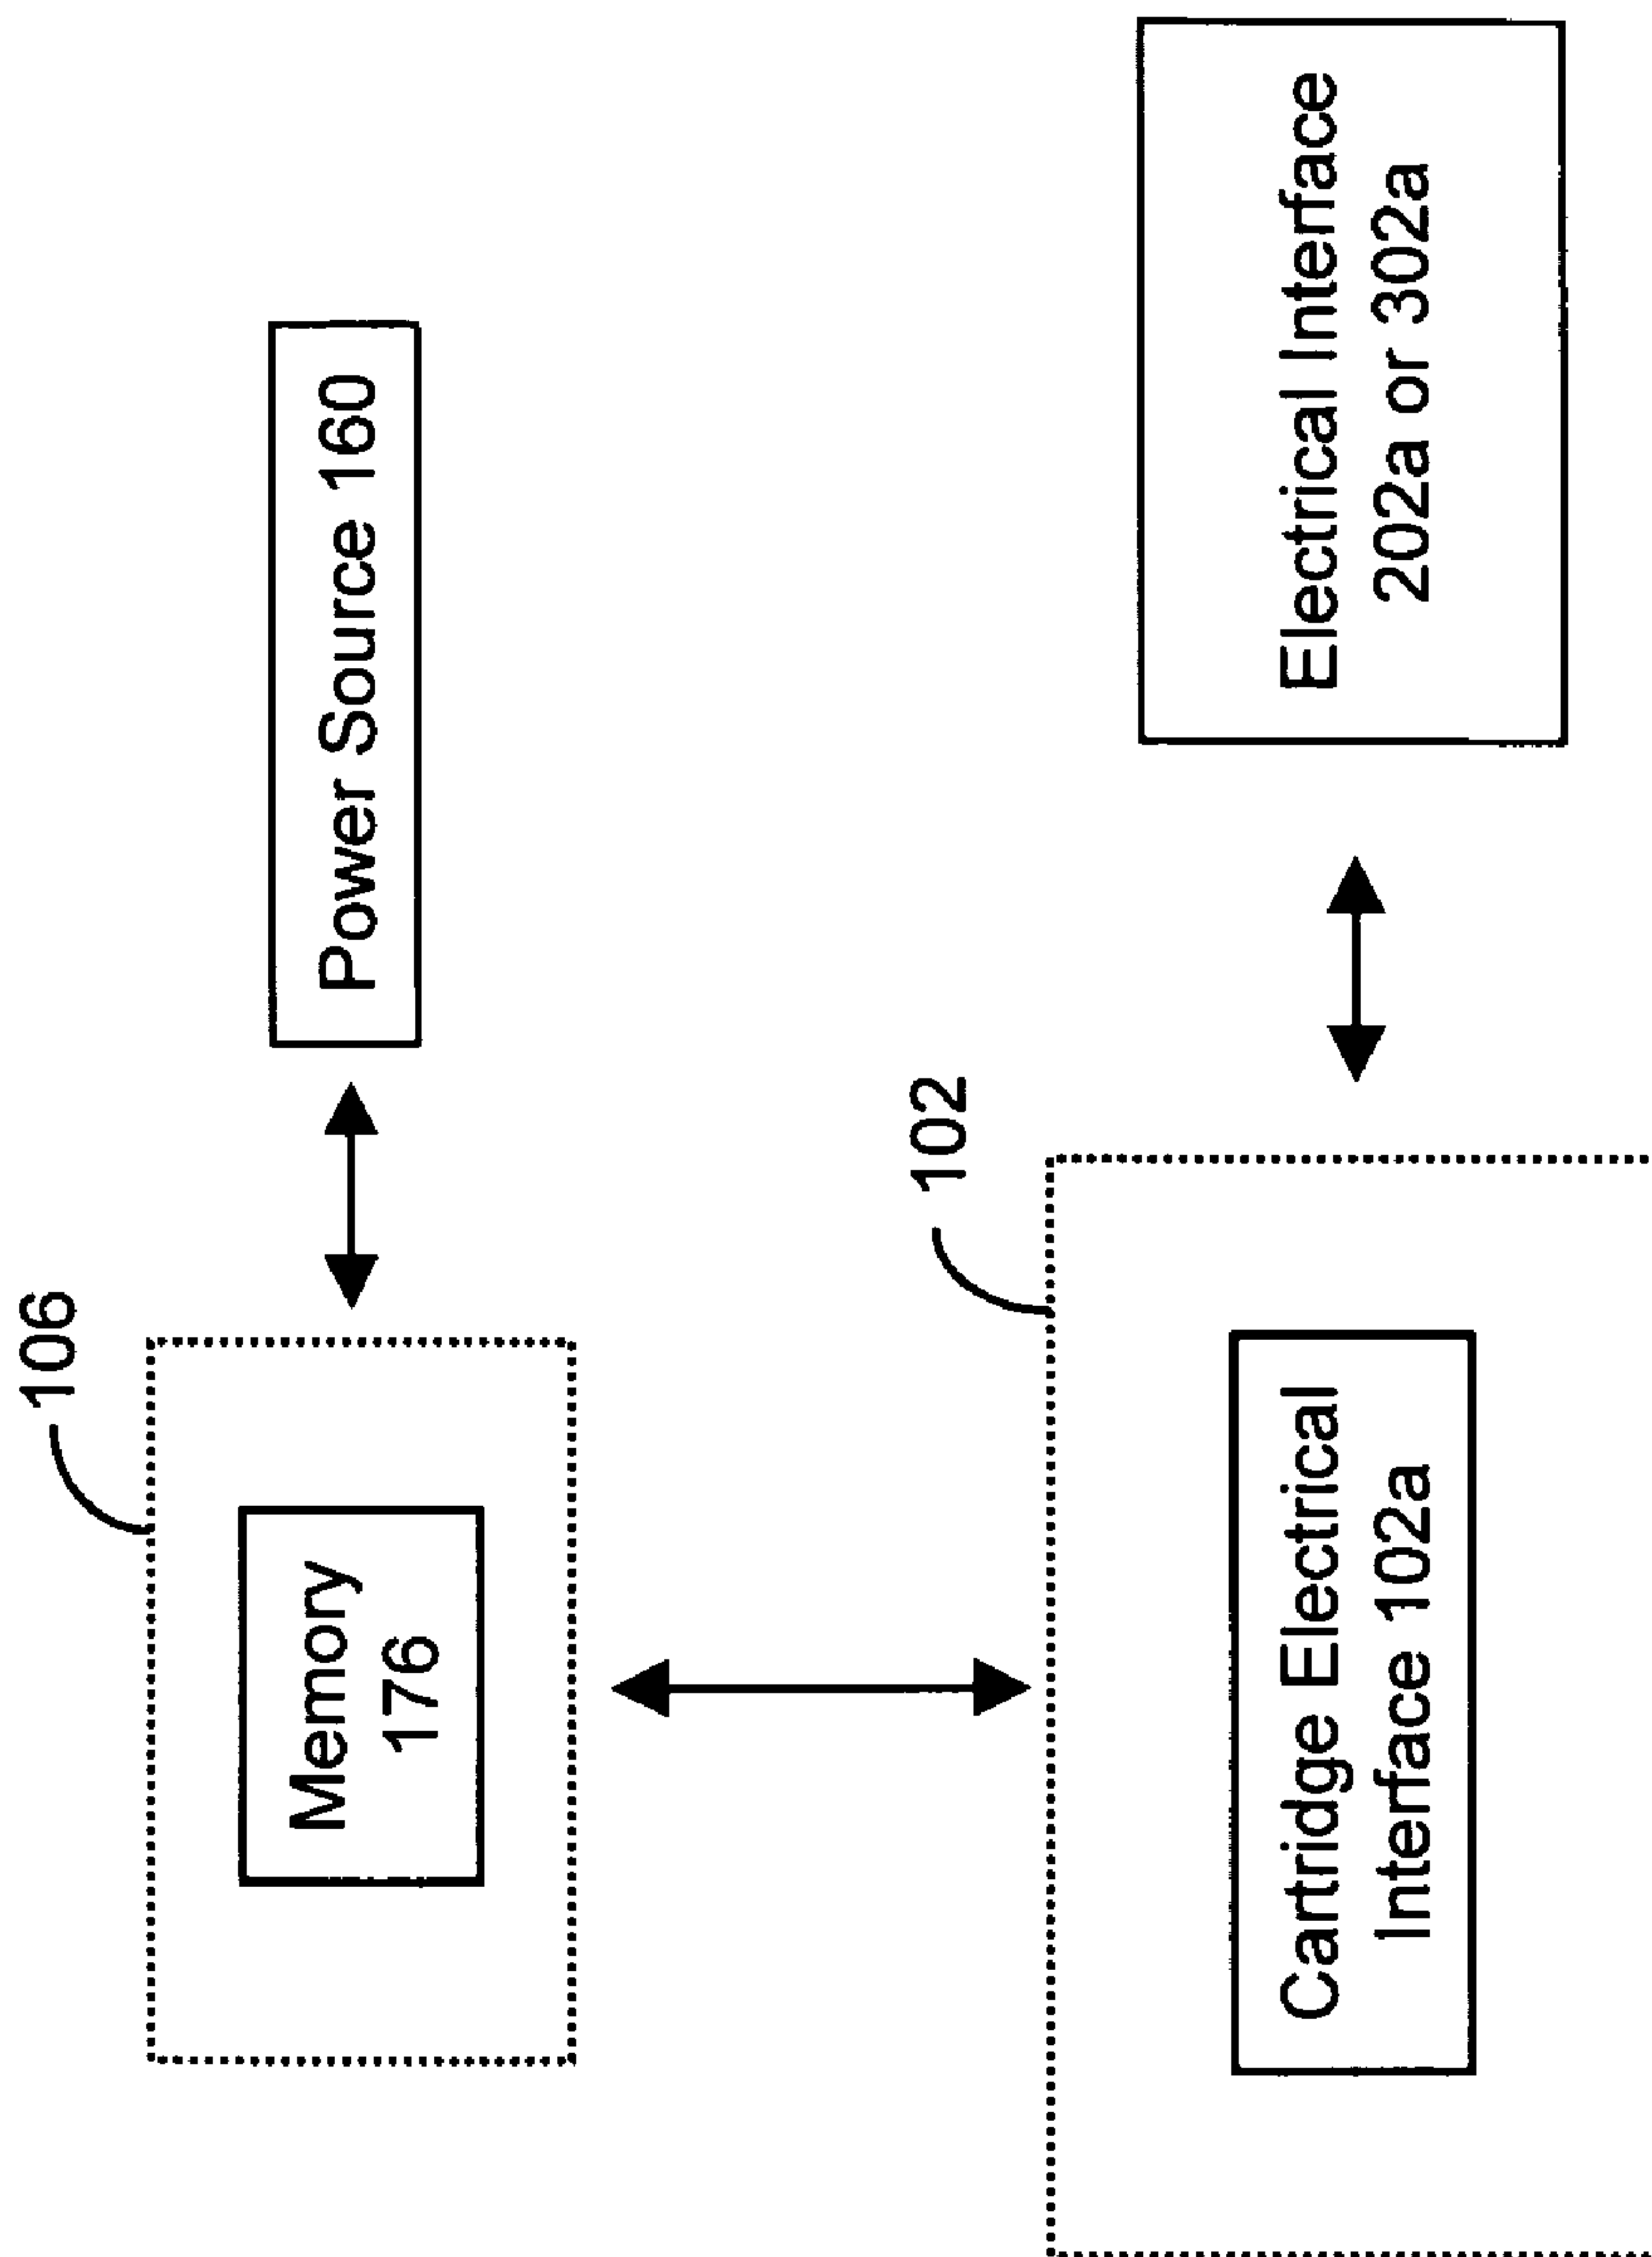 106
Memory
176
Power Source 160
102
Cartridge Electrical
Interface 102a
Electrical Interface
202a or 302a